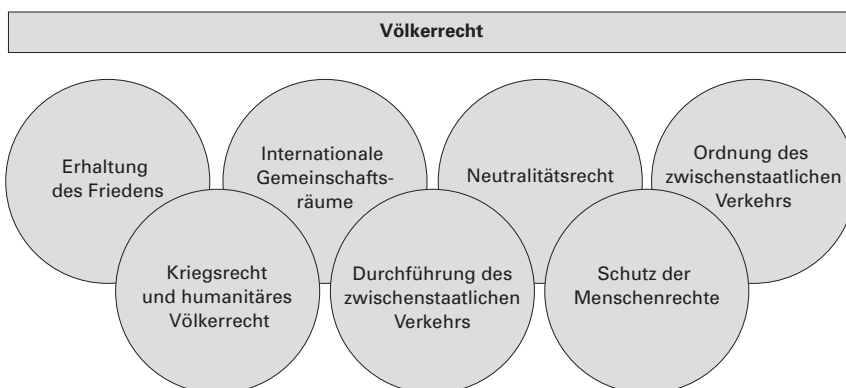 Völkerrecht
Erhaltung
des Friedens
Internationale
Gemeinschafts-
räume
Neutralitätsrecht
Ordnung des
zwischenstaatlichen
Verkehrs
Kriegsrecht
und humanitäres
Völkerrecht
Durchführung des
zwischenstaatlichen
Verkehrs
Schutz der
Menschenrechte